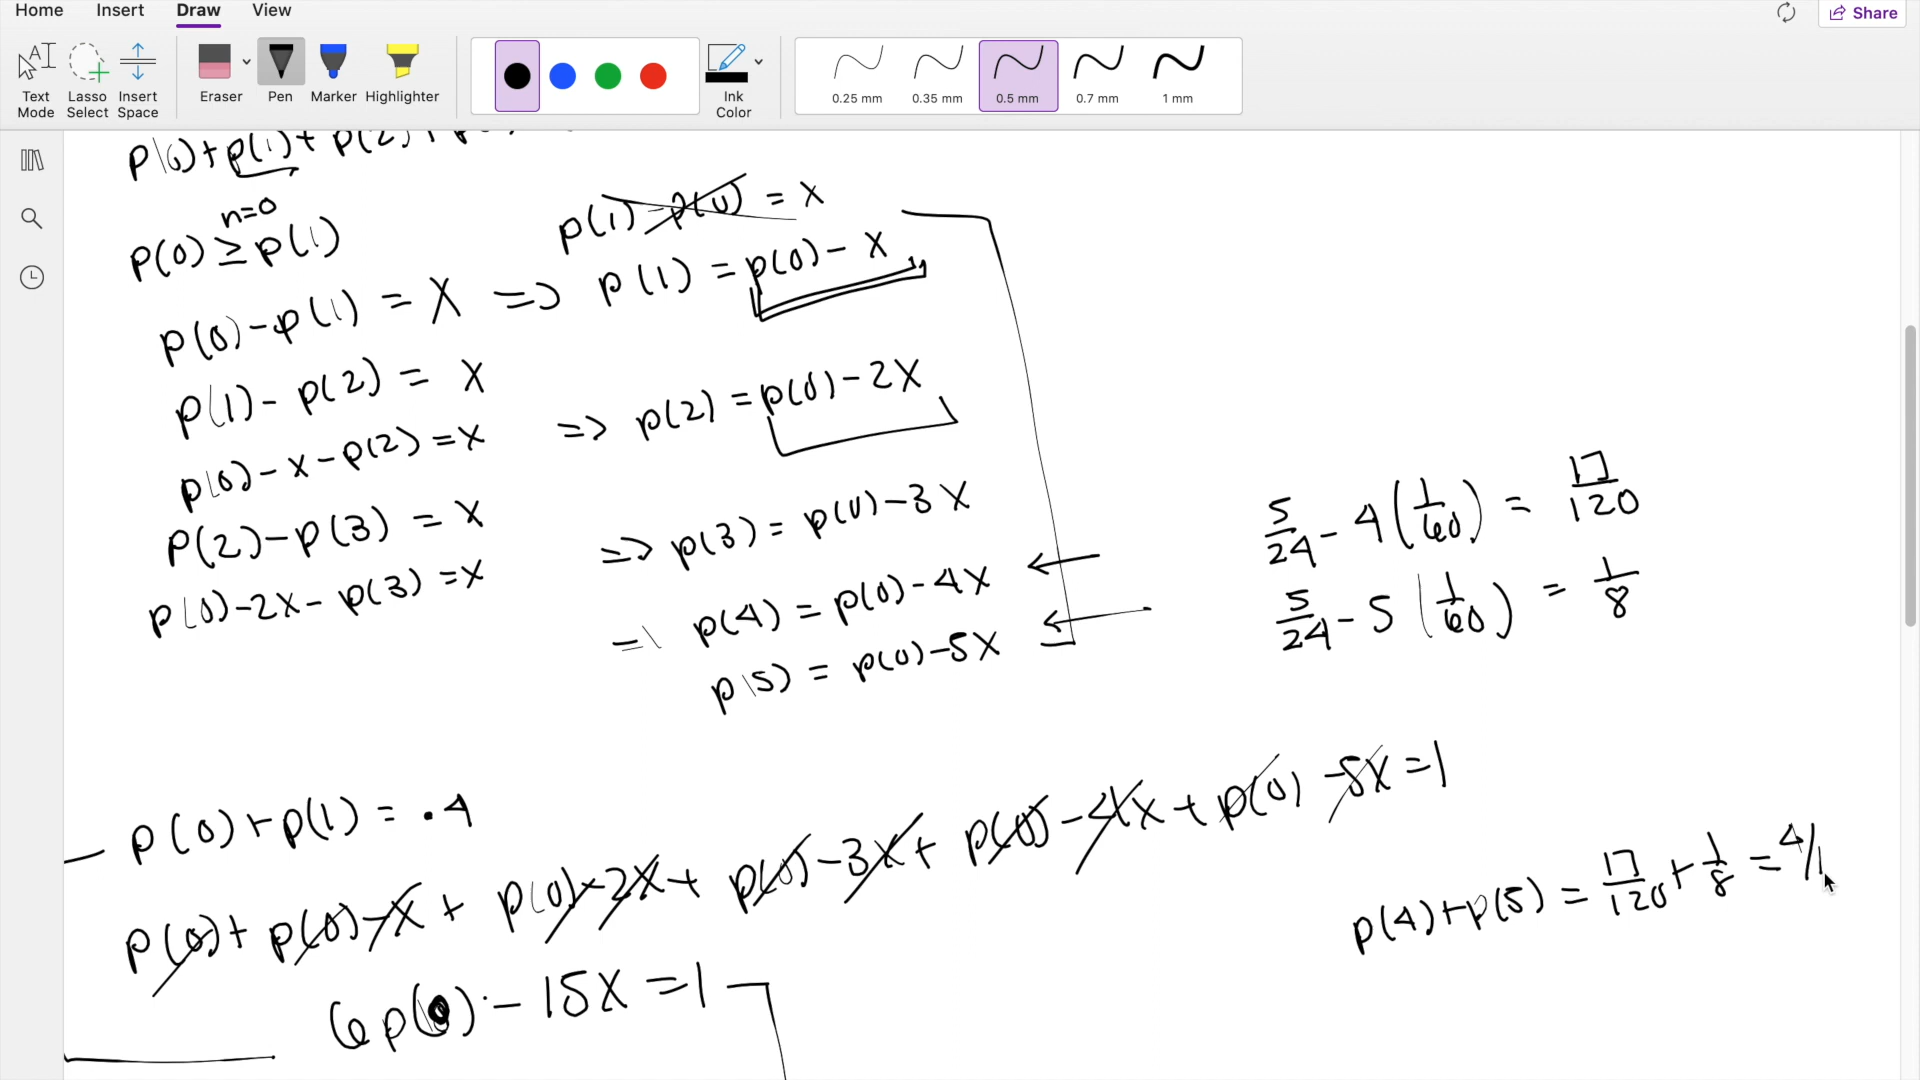 Home Insert Draw View
Share
Text Mode
Lasso Select
Insert Space
Eraser
Pen
Marker
Highlighter
Ink Color
0.25 mm
0.35 mm
0.5 mm
0.7 mm
1 mm
p(0)+p(1)+p(2)+
n=0
p(0)≥p(1)
p(1)-p(0) = x
p(0)-p(1) = x => p(1) = p(0)-x
p(1)-p(2) = x
p(0)-x-p(2)=x => p(2) = p(0)-2x
p(2)-p(3) = x
=> p(3) = p(0)-3x
p(0)-2x-p(3)=x
p(4) = p(0)-4x
p(5) = p(0)-5x
5/24 - 4(1/60) = 17/120
5/24 - 5(1/60) = 1/8
p(0)+p(1) = .4
p(0)+p(0)-x+p(0)-2x+p(0)-3x+p(0)-4x+p(0)-5x=1
6p(0)-15x=1
p(4)+p(5) = 17/120 + 1/8 = 4/1